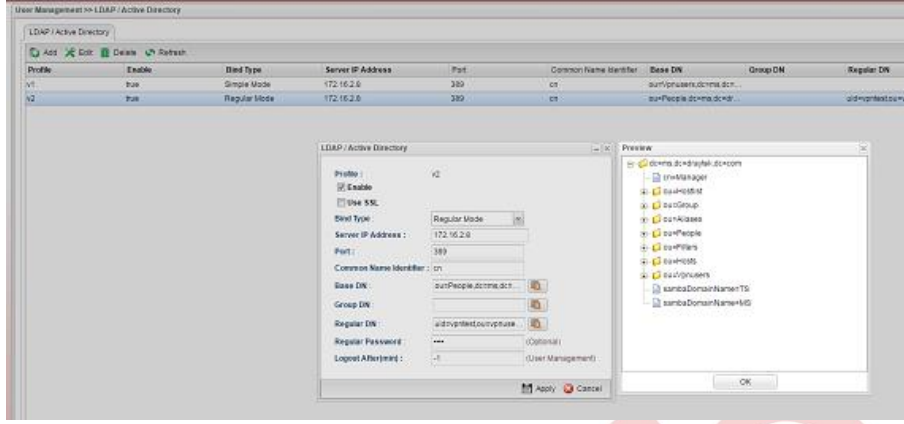 User Management >> LDAP / Active Directory
LDAP / Active Directory
Add Edit Delete Refresh
Profile Enable Bind Type Server IP Address Port Common Name Identifier Base DN Group DN Regular DN
v1 true Simple Mode 172.16.2.8 389 cn ou=Vpnusers,dc=ms,dc=...
v2 true Regular Mode 172.16.2.8 389 cn ou=People,dc=ms,dc=dr... uid=vpntest,ou=v
LDAP / Active Directory
Profile : v2
Enable
Use SSL
Bind Type : Regular Mode
Server IP Address : 172.16.2.8
Port : 389
Common Name Identifier : cn
Base DN : ou=People,dc=ms,dc=...
Group DN :
Regular DN : uid=vpntest,ou=vpnuse...
Regular Password : •••• (Optional)
Logout After(min) : -1 (User Management)
Apply Cancel
Preview
dc=ms,dc=draytek,dc=com
cn=Manager
ou=Hostlist
ou=Group
ou=Aliases
ou=People
ou=Hosts
ou=Vpnusers
sambaDomainName=TS
sambaDomainName=MS
OK